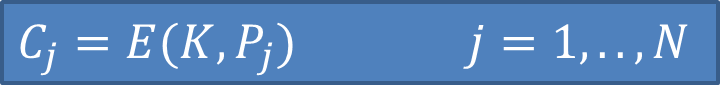 C_j = E(K, P_j) j = 1, . . , N